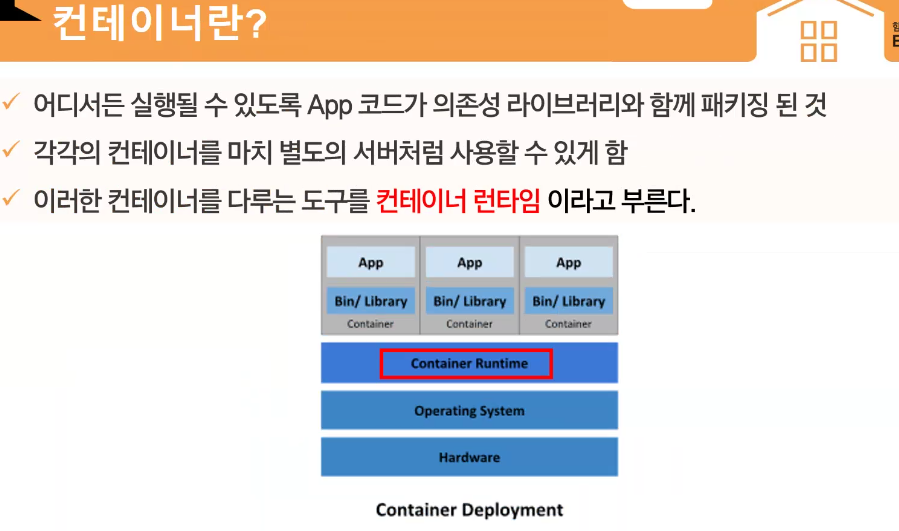 컨테이너란?
어디서든 실행될 수 있도록 App 코드가 의존성 라이브러리와 함께 패키징 된 것
각각의 컨테이너를 마치 별도의 서버처럼 사용할 수 있게 함
이러한 컨테이너를 다루는 도구를 컨테이너 런타임 이라고 부른다.
App App App
Bin/ Library Bin/ Library Bin/ Library
Container Container Container
Container Runtime
Operating System
Hardware
Container Deployment